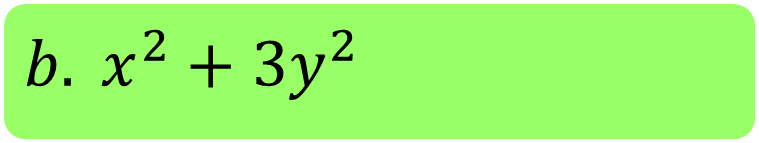 b. x² + 3y²